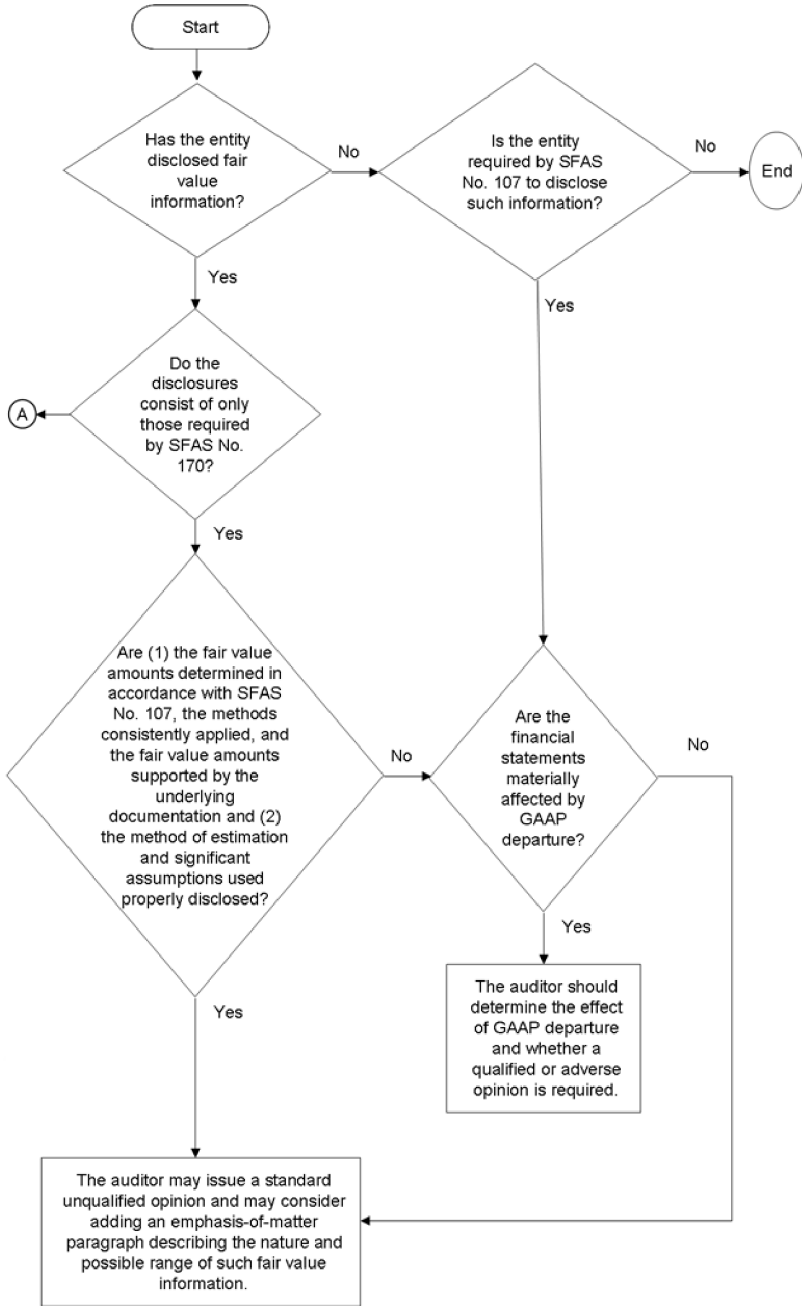 Start
Has the entity
disclosed fair
value
information?
No
Is the entity
required by SFAS
No. 107 to disclose
such information?
No
End
Yes
Yes
Do the
disclosures
consist of only
those required
by SFAS No.
170?
A
Yes
Are (1) the fair value
amounts determined in
accordance with SFAS
No. 107, the methods
consistently applied, and
the fair value amounts
supported by the
underlying
documentation and (2)
the method of estimation
and significant
assumptions used
properly disclosed?
No
Are the
financial
statements
materially
affected by
GAAP
departure?
No
Yes
Yes
The auditor should
determine the effect
of GAAP departure
and whether a
qualified or adverse
opinion is required.
The auditor may issue a standard
unqualified opinion and may consider
adding an emphasis-of-matter
paragraph describing the nature and
possible range of such fair value
information.